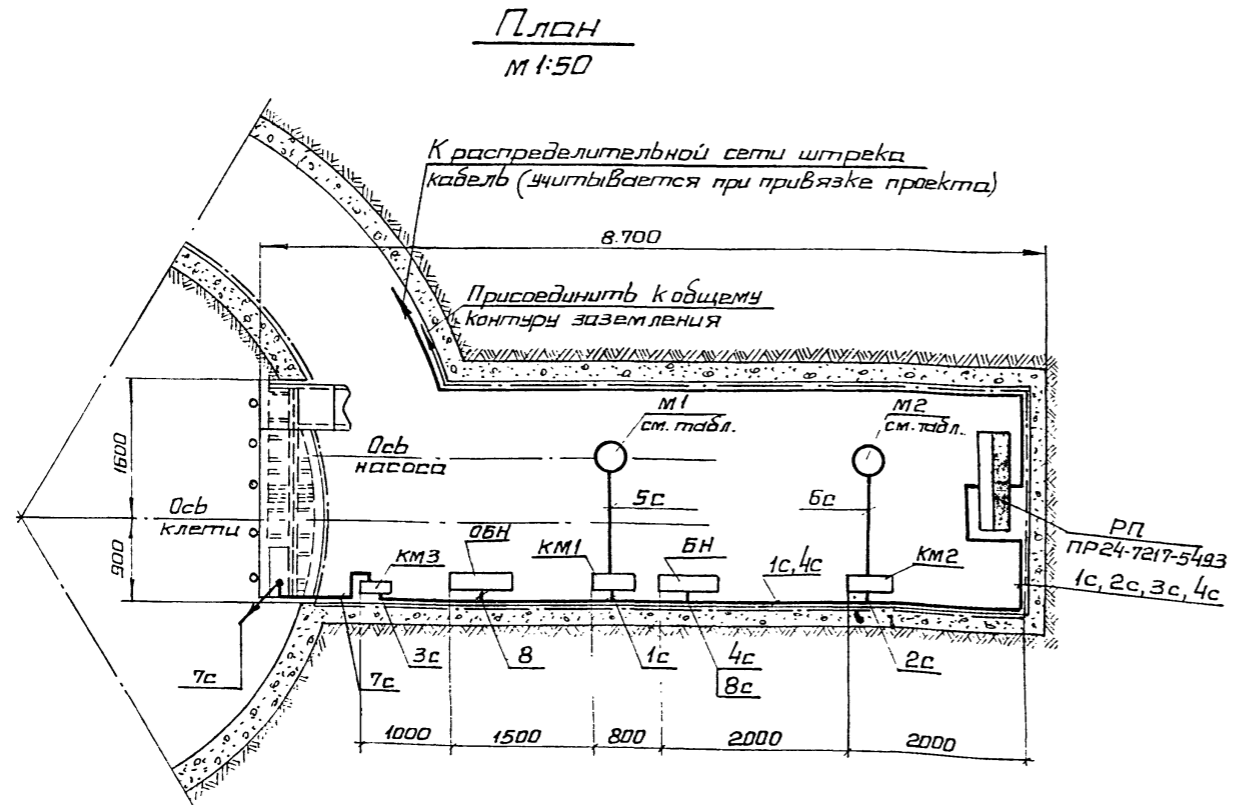 План
М 1:50
К распределительной сети штрека
кабель (учитывается при привязке проекта)
8.700
Присоединить к общему
контуру заземления
М1
см. табл.
М2
см. табл.
Ось
насоса
1600
5с
6с
Ось
клети
РП
ПР24-7217-54У3
900
ОБН
КМ3
КМ1
БН
1с, 4с
КМ2
1с, 2с, 3с, 4с
7с
7с
3с
8
1с
4с
8с
2с
1000
1500
800
2000
2000